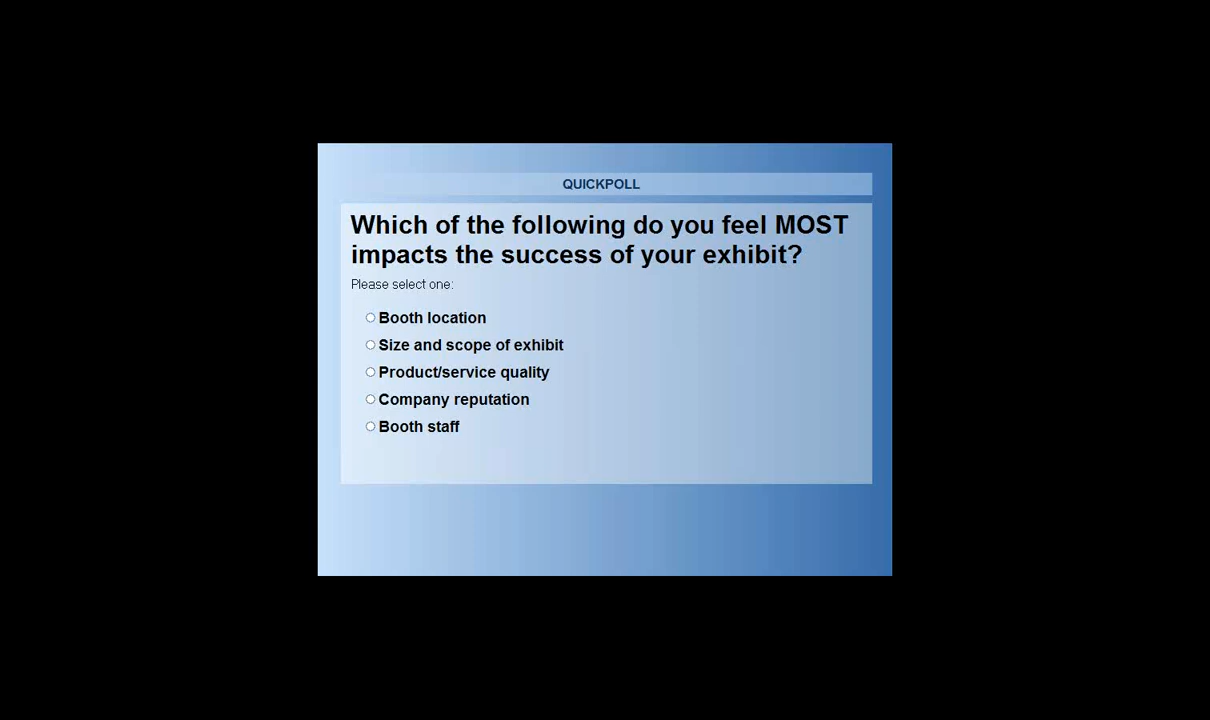 QUICKPOLL
Which of the following do you feel MOST
impacts the success of your exhibit?
Please select one:
Booth location
Size and scope of exhibit
Product/service quality
Company reputation
Booth staff